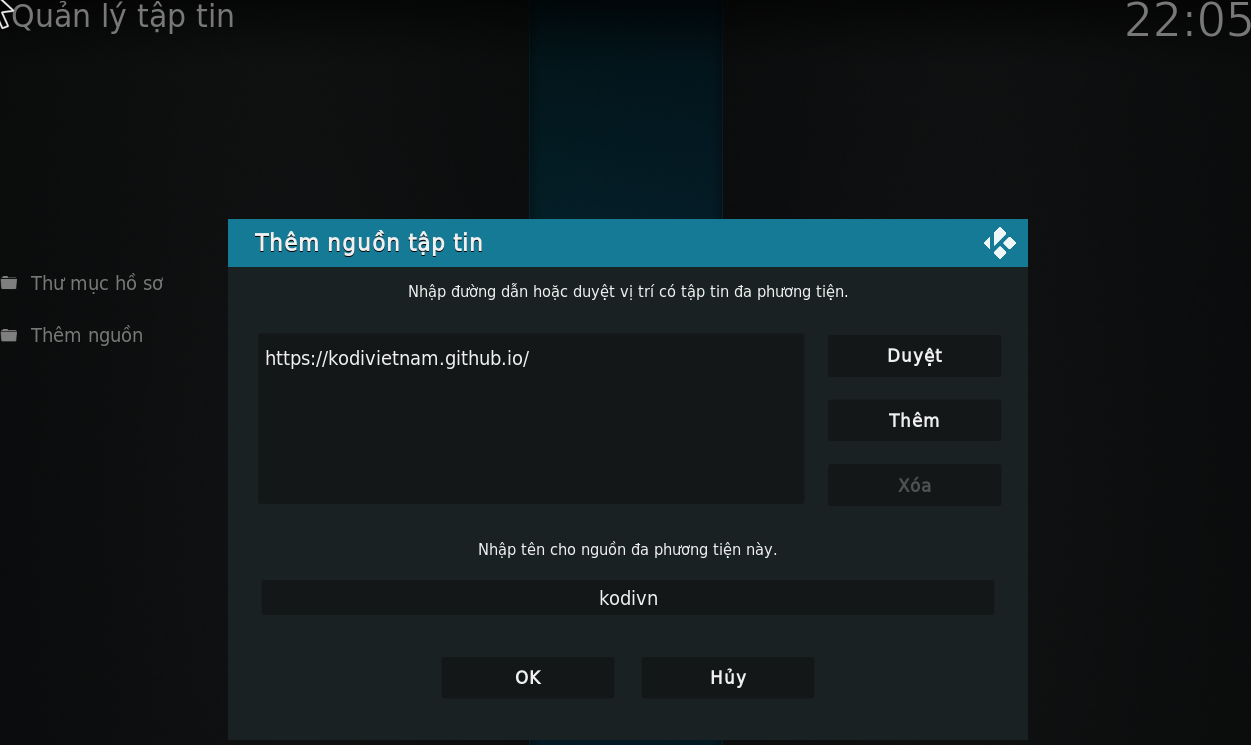 Quản lý tập tin
22:05
Thêm nguồn tập tin
Nhập đường dẫn hoặc duyệt vị trí có tập tin đa phương tiện.
Thư mục hồ sơ
Thêm nguồn
https://kodivietnam.github.io/
Duyệt
Thêm
Xóa
Nhập tên cho nguồn đa phương tiện này.
kodivn
OK
Hủy